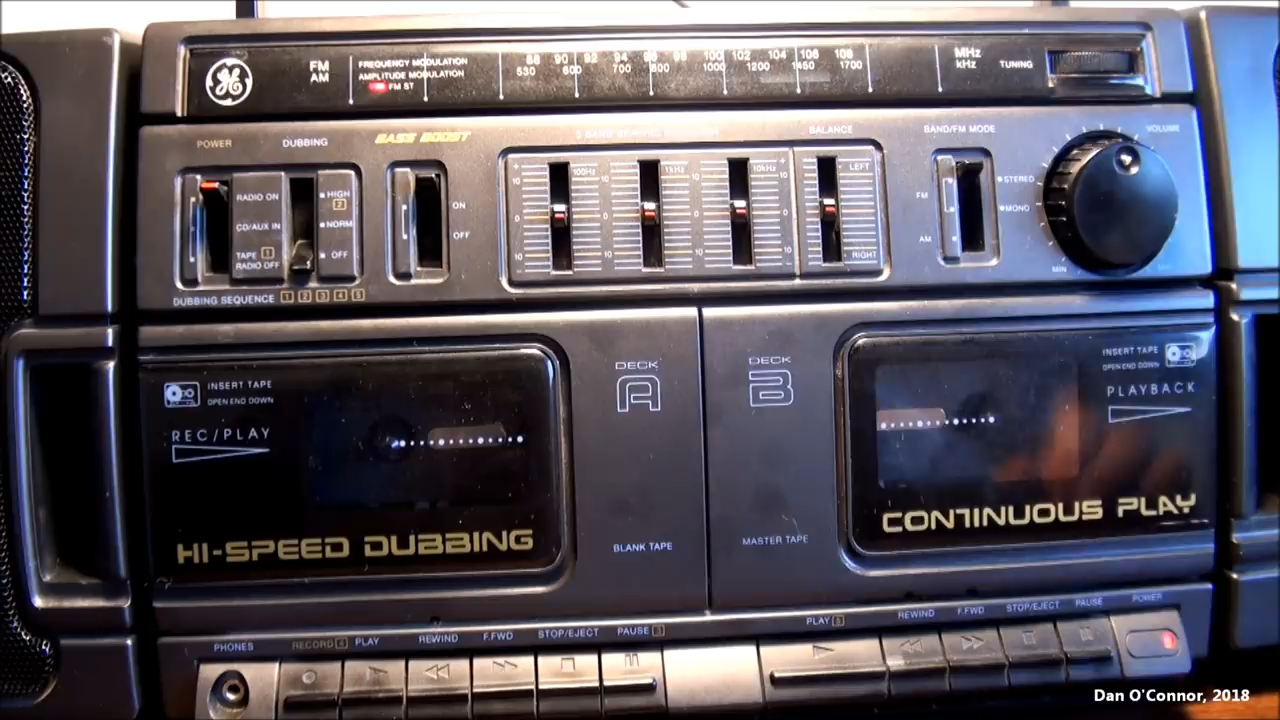 GE
FM FREQUENCY MODULATION 88 90 92 94 96 98 100 102 104 106 108 MHz
AM AMPLITUDE MODULATION 530 600 700 800 1000 1200 1450 1700 kHz TUNING
FM ST
POWER DUBBING BASS BOOST BALANCE BAND/FM MODE VOLUME
RADIO ON
CD/AUX IN
TAPE 1
RADIO OFF
HIGH
2
NORM
OFF
ON
OFF
10 0 10
100Hz 1kHz 10kHz
LEFT
RIGHT
FM
AM
STEREO
MONO
MIN
DUBBING SEQUENCE 1 2 3 4 5
INSERT TAPE
OPEN END DOWN
REC/PLAY
HI-SPEED DUBBING
DECK
A
BLANK TAPE
DECK
B
MASTER TAPE
INSERT TAPE
OPEN END DOWN
PLAYBACK
CONTINUOUS PLAY
PHONES RECORD 4 PLAY REWIND F.FWD STOP/EJECT PAUSE 3 PLAY 5 REWIND F.FWD STOP/EJECT PAUSE POWER
Dan O'Connor, 2018